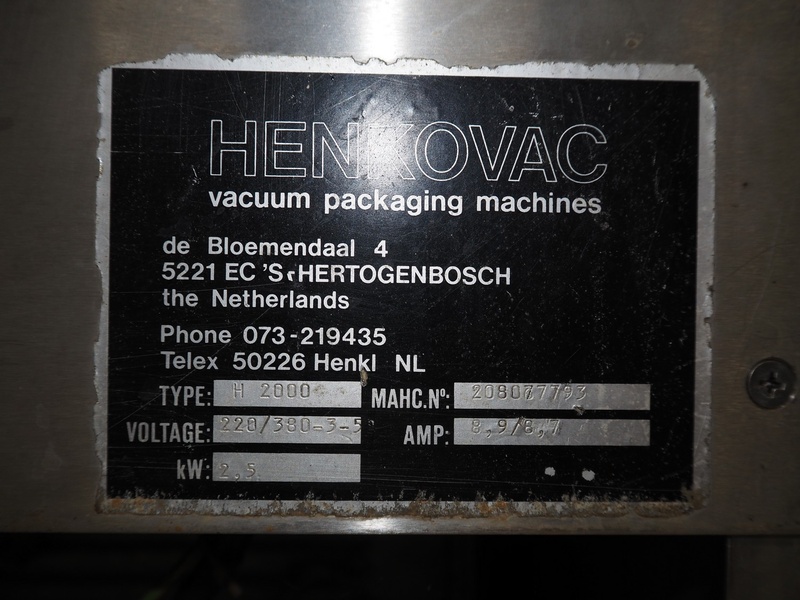 HENKOVAC
vacuum packaging machines
de Bloemendaal 4
5221 EC 'S-HERTOGENBOSCH
the Netherlands
Phone 073-219435
Telex 50226 Henkl NL
TYPE: H 2000 MAHC.Nº: 208077793
VOLTAGE: 220/380-3-5 AMP: 8,9/8,7
kW: 2,5